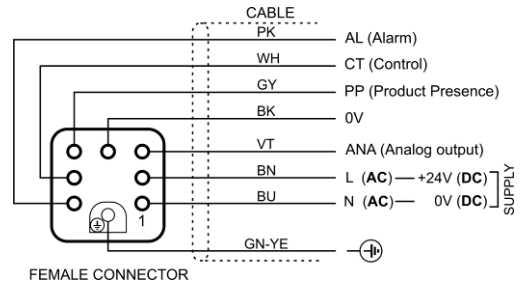 CABLE
PK AL (Alarm)
WH CT (Control)
GY PP (Product Presence)
BK 0V
VT ANA (Analog output)
BN L (AC) +24V (DC)
BU N (AC) 0V (DC)
SUPPLY
1
GN-YE
FEMALE CONNECTOR